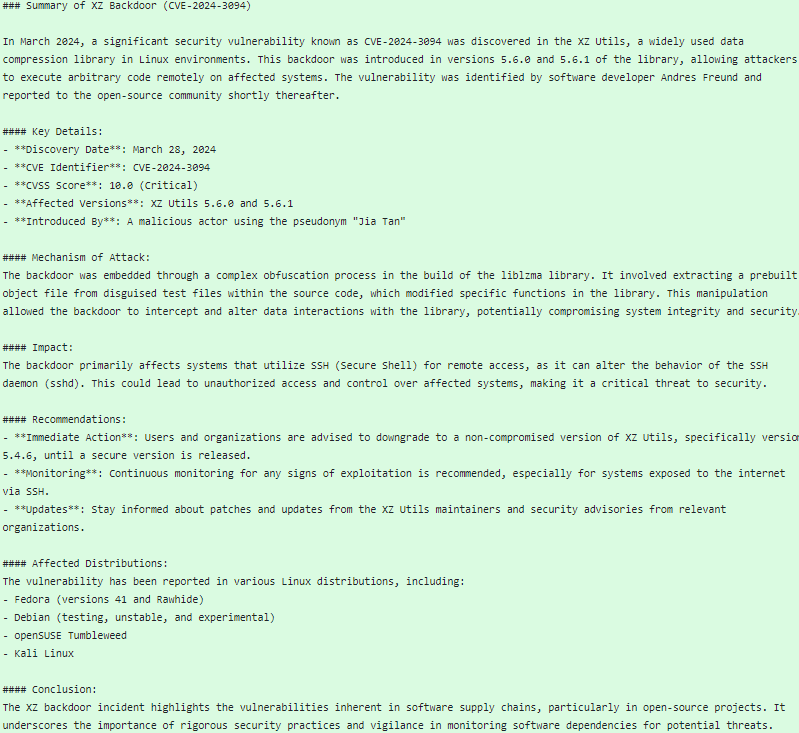 ### Summary of XZ Backdoor (CVE-2024-3094)
In March 2024, a significant security vulnerability known as CVE-2024-3094 was discovered in the XZ Utils, a widely used data
compression library in Linux environments. This backdoor was introduced in versions 5.6.0 and 5.6.1 of the library, allowing attackers
to execute arbitrary code remotely on affected systems. The vulnerability was identified by software developer Andres Freund and
reported to the open-source community shortly thereafter.
#### Key Details:
- **Discovery Date**: March 28, 2024
- **CVE Identifier**: CVE-2024-3094
- **CVSS Score**: 10.0 (Critical)
- **Affected Versions**: XZ Utils 5.6.0 and 5.6.1
- **Introduced By**: A malicious actor using the pseudonym "Jia Tan"
#### Mechanism of Attack:
The backdoor was embedded through a complex obfuscation process in the build of the liblzma library. It involved extracting a prebuilt
object file from disguised test files within the source code, which modified specific functions in the library. This manipulation
allowed the backdoor to intercept and alter data interactions with the library, potentially compromising system integrity and security.
#### Impact:
The backdoor primarily affects systems that utilize SSH (Secure Shell) for remote access, as it can alter the behavior of the SSH
daemon (sshd). This could lead to unauthorized access and control over affected systems, making it a critical threat to security.
#### Recommendations:
- **Immediate Action**: Users and organizations are advised to downgrade to a non-compromised version of XZ Utils, specifically version
5.4.6, until a secure version is released.
- **Monitoring**: Continuous monitoring for any signs of exploitation is recommended, especially for systems exposed to the internet
via SSH.
- **Updates**: Stay informed about patches and updates from the XZ Utils maintainers and security advisories from relevant
organizations.
#### Affected Distributions:
The vulnerability has been reported in various Linux distributions, including:
- Fedora (versions 41 and Rawhide)
- Debian (testing, unstable, and experimental)
- openSUSE Tumbleweed
- Kali Linux
#### Conclusion:
The XZ backdoor incident highlights the vulnerabilities inherent in software supply chains, particularly in open-source projects. It
underscores the importance of rigorous security practices and vigilance in monitoring software dependencies for potential threats.